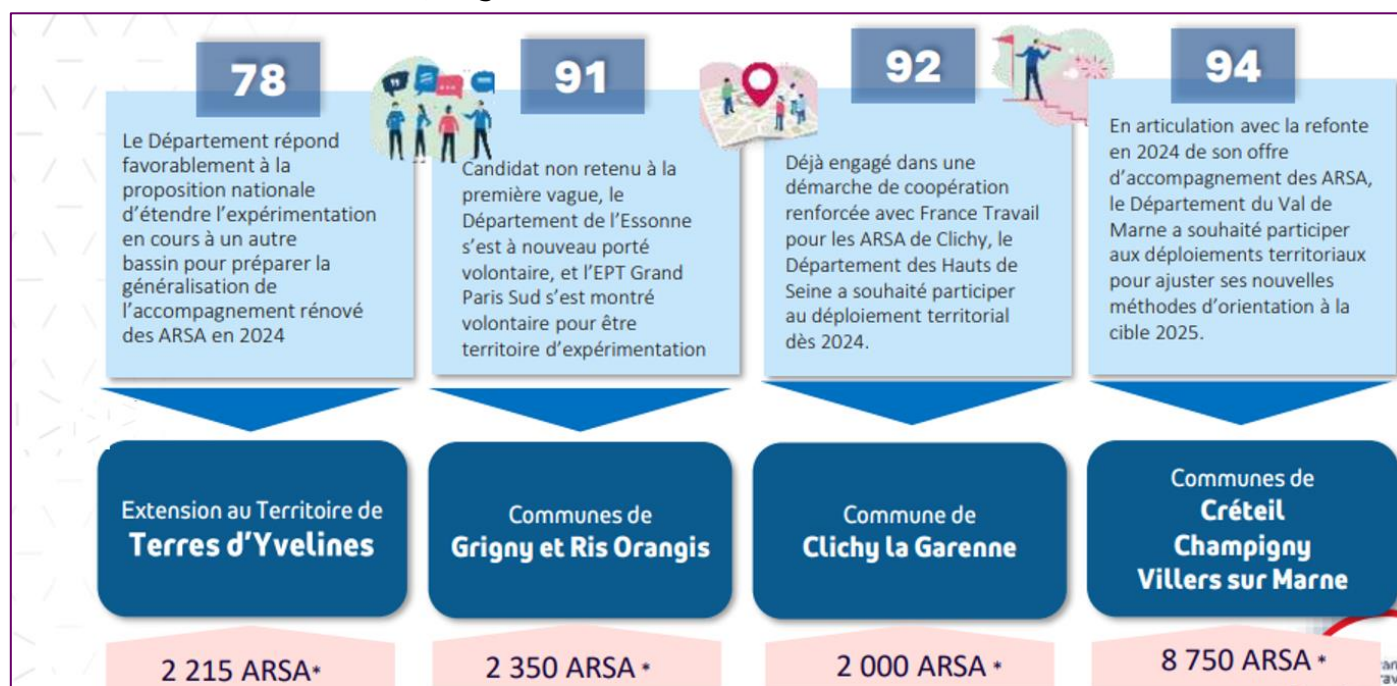 78
Le Département répond
favorablement à la
proposition nationale
d'étendre l'expérimentation
en cours à un autre
bassin pour préparer la
généralisation de
l'accompagnement rénové
des ARSA en 2024
Extension au Territoire de
Terres d'Yvelines
2 215 ARSA*
91
Candidat non retenu à la
première vague, le
Département de l'Essonne
s'est à nouveau porté
volontaire, et l'EPT Grand
Paris Sud s'est montré
volontaire pour être
territoire d'expérimentation
Communes de
Grigny et Ris Orangis
2 350 ARSA *
92
Déjà engagé dans une
démarche de coopération
renforcée avec France Travail
pour les ARSA de Clichy, le
Département des Hauts de
Seine a souhaité participer
au déploiement territorial
dès 2024.
Commune de
Clichy la Garenne
2 000 ARSA *
94
En articulation avec la refonte
en 2024 de son offre
d'accompagnement des ARSA,
le Département du Val de
Marne a souhaité participer
aux déploiements territoriaux
pour ajuster ses nouvelles
méthodes d'orientation à la
cible 2025.
Communes de
Créteil
Champigny
Villers sur Marne
8 750 ARSA *